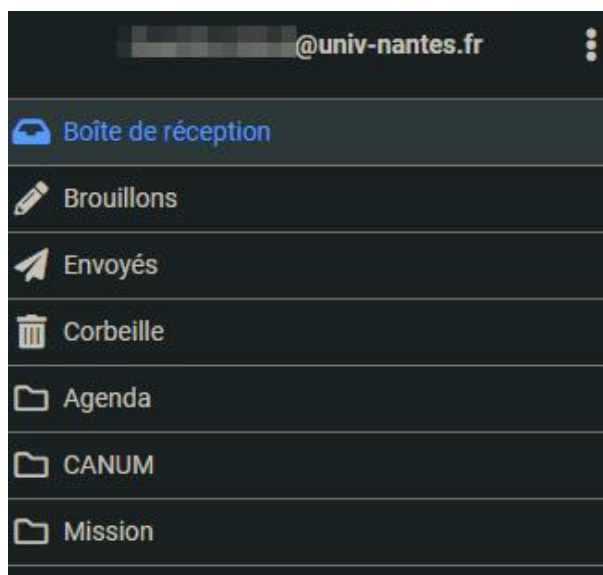 @univ-nantes.fr
Boîte de réception
Brouillons
Envoyés
Corbeille
Agenda
CANUM
Mission